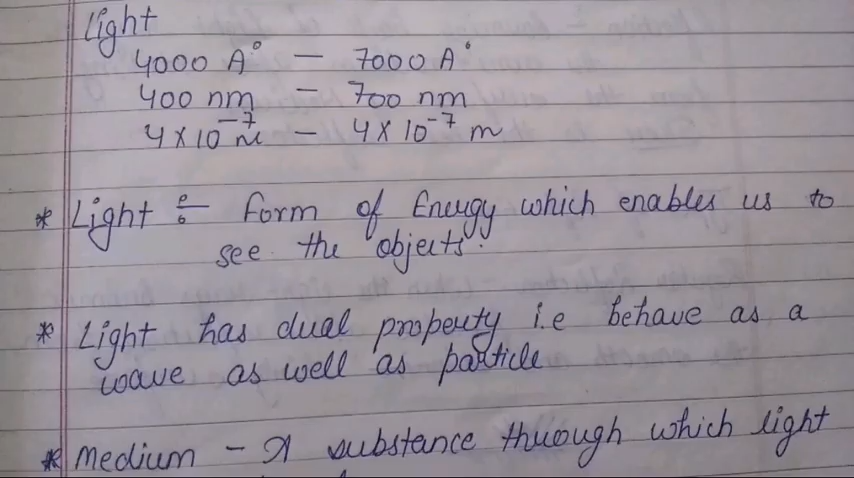 Light
4000 A° – 7000 A°
400 nm – 700 nm
4 × 10⁻⁷ m – 4 × 10⁻⁷ m
* Light :- Form of Energy which enables us to
see the objects.
* Light has dual property i.e behave as a
wave as well as particle
* Medium - A substance through which light